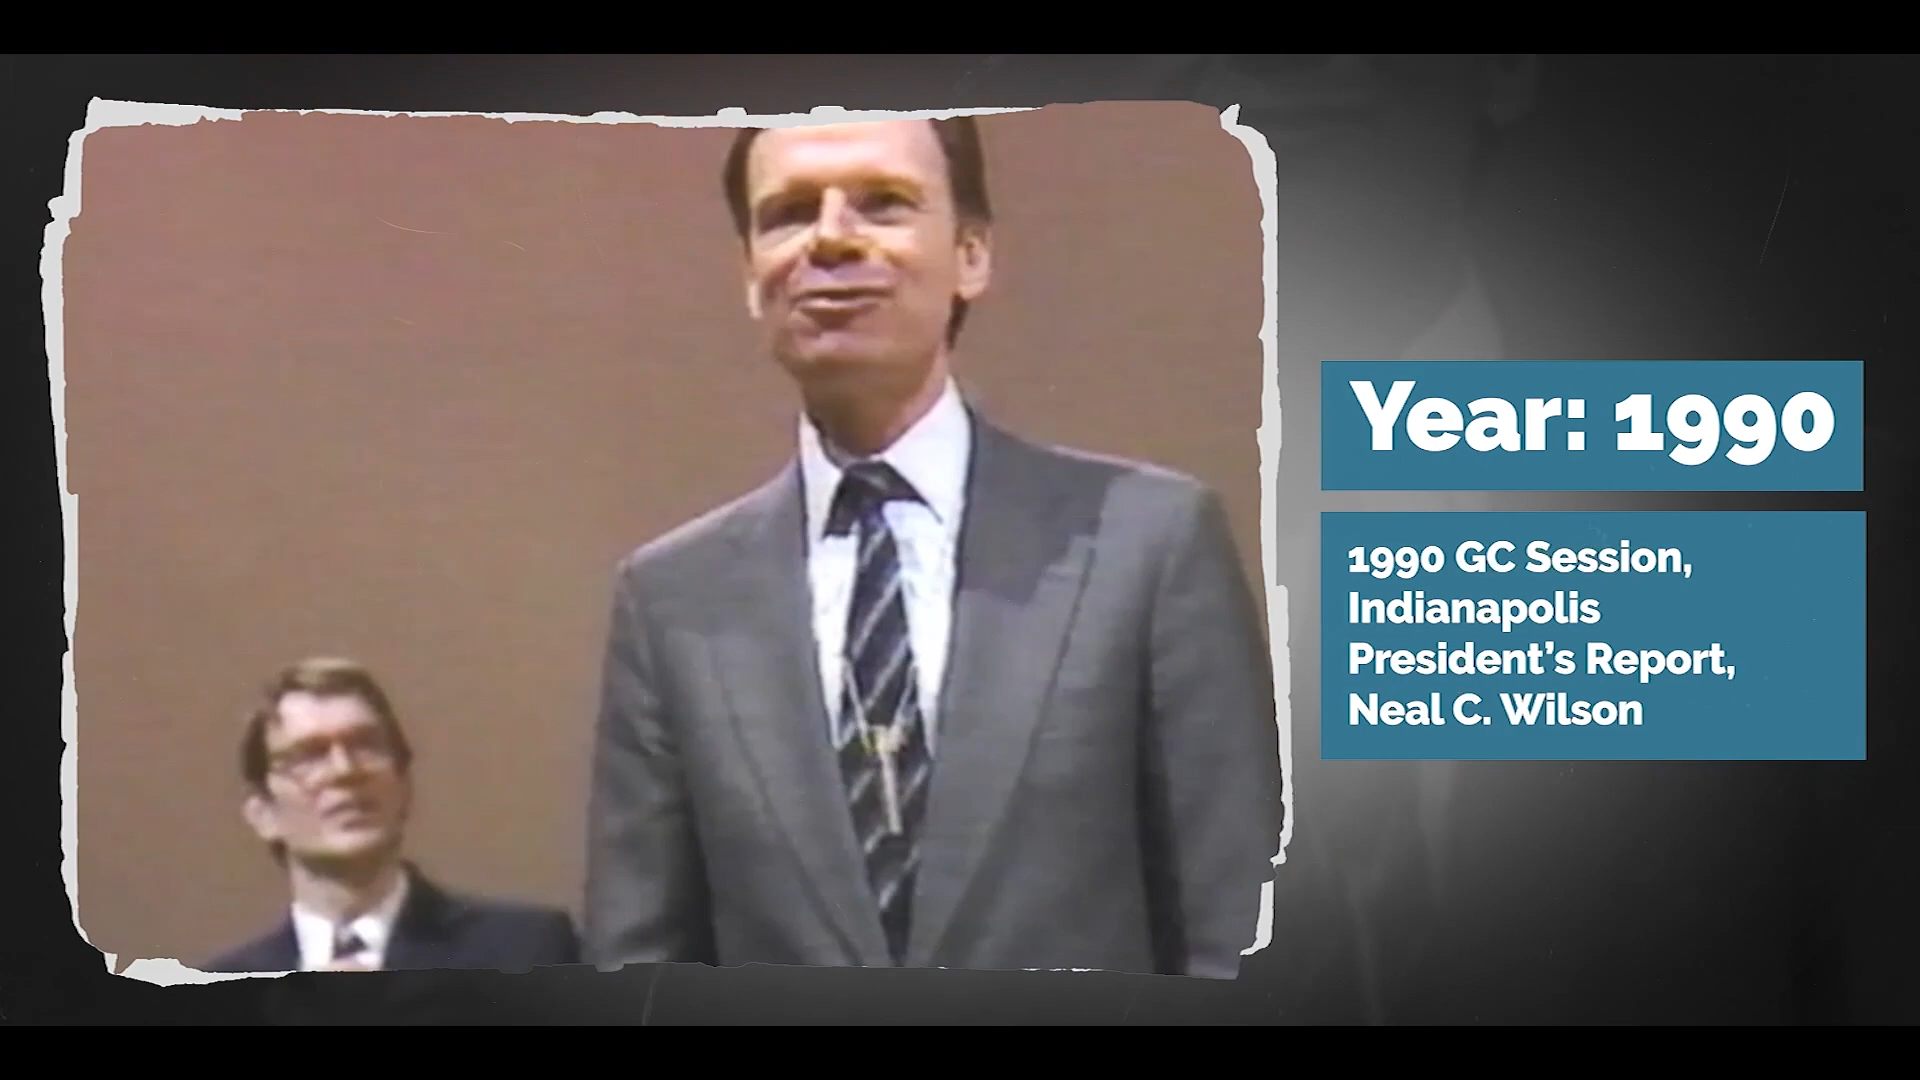 Year: 1990
1990 GC Session,
Indianapolis
President’s Report,
Neal C. Wilson